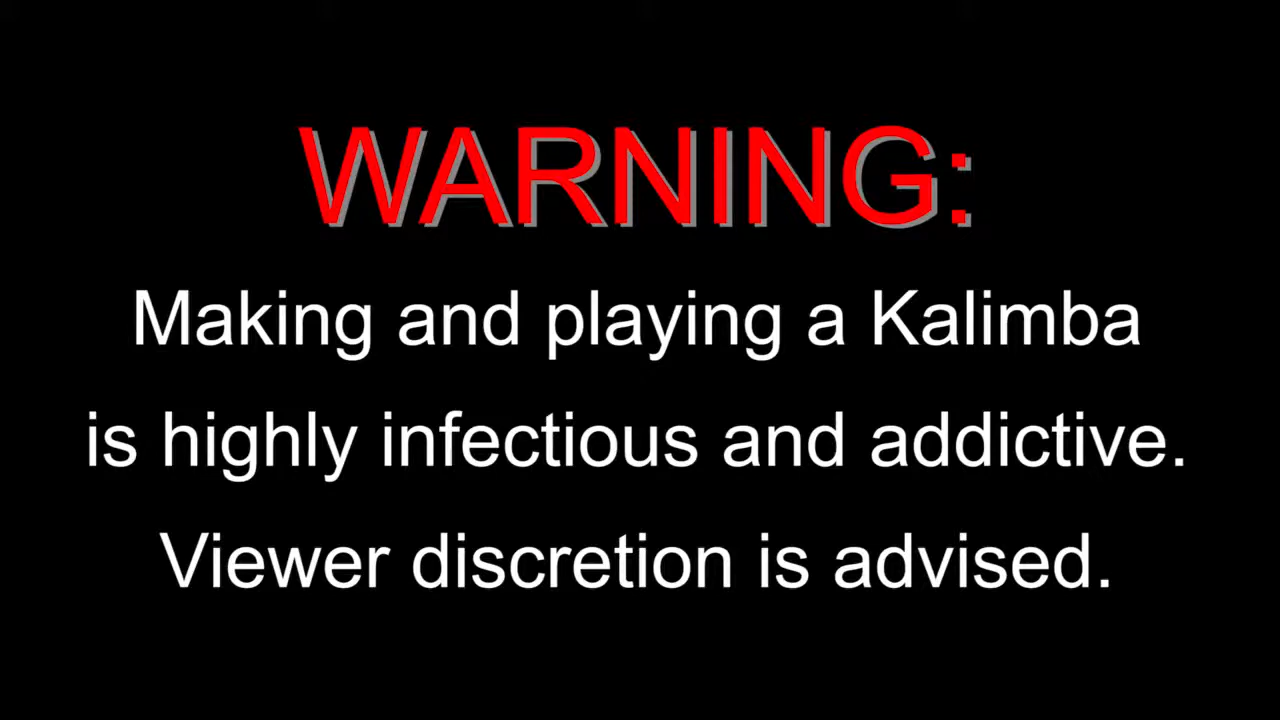 WARNING:
Making and playing a Kalimba
is highly infectious and addictive.
Viewer discretion is advised.